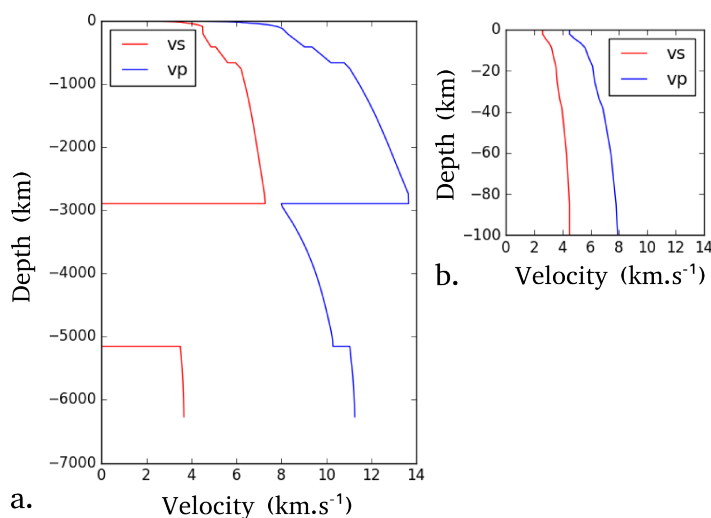 vs
vp
0
−1000
−2000
−3000
−4000
−5000
−6000
−7000
0 2 4 6 8 10 12 14
Depth (km)
Velocity (km.s-1)
a.
vs
vp
0
−20
−40
−60
−80
−100
0 2 4 6 8 10 12 14
Depth (km)
Velocity (km.s-1)
b.